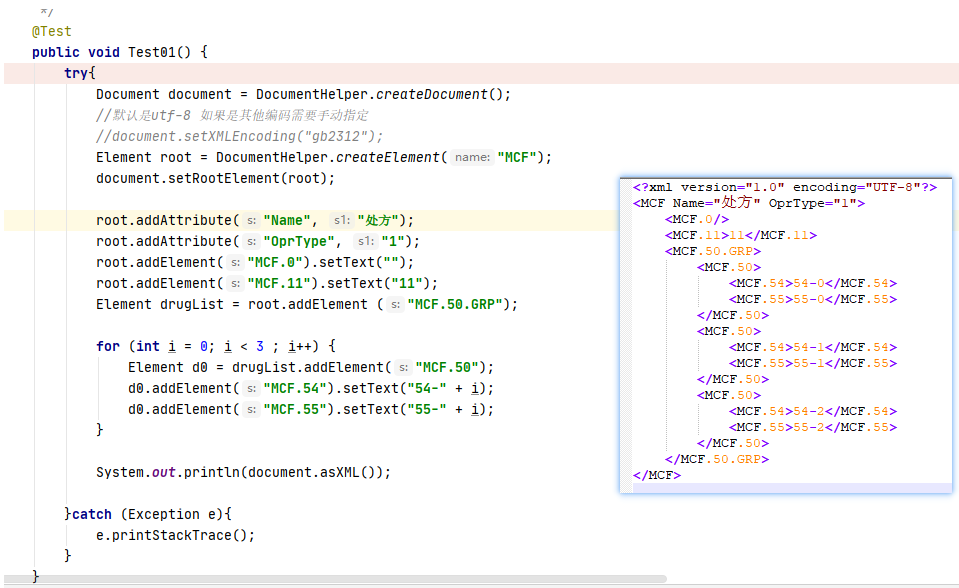 */
@Test
public void Test01() {
try{
Document document = DocumentHelper.createDocument();
//默认是utf-8 如果是其他编码需要手动指定
//document.setXMLEncoding("gb2312");
Element root = DocumentHelper.createElement( name: "MCF");
document.setRootElement(root);
root.addAttribute( s: "Name", s1: "处方");
root.addAttribute( s: "OprType", s1: "1");
root.addElement( s: "MCF.0").setText("");
root.addElement( s: "MCF.11").setText("11");
Element drugList = root.addElement ( s: "MCF.50.GRP");
for (int i = 0; i < 3 ; i++) {
Element d0 = drugList.addElement( s: "MCF.50");
d0.addElement( s: "MCF.54").setText("54-" + i);
d0.addElement( s: "MCF.55").setText("55-" + i);
}
System.out.println(document.asXML());
}catch (Exception e){
e.printStackTrace();
}
}
<?xml version="1.0" encoding="UTF-8"?>
<MCF Name="处方" OprType="1">
<MCF.0/>
<MCF.11>11</MCF.11>
<MCF.50.GRP>
<MCF.50>
<MCF.54>54-0</MCF.54>
<MCF.55>55-0</MCF.55>
</MCF.50>
<MCF.50>
<MCF.54>54-1</MCF.54>
<MCF.55>55-1</MCF.55>
</MCF.50>
<MCF.50>
<MCF.54>54-2</MCF.54>
<MCF.55>55-2</MCF.55>
</MCF.50>
</MCF.50.GRP>
</MCF>